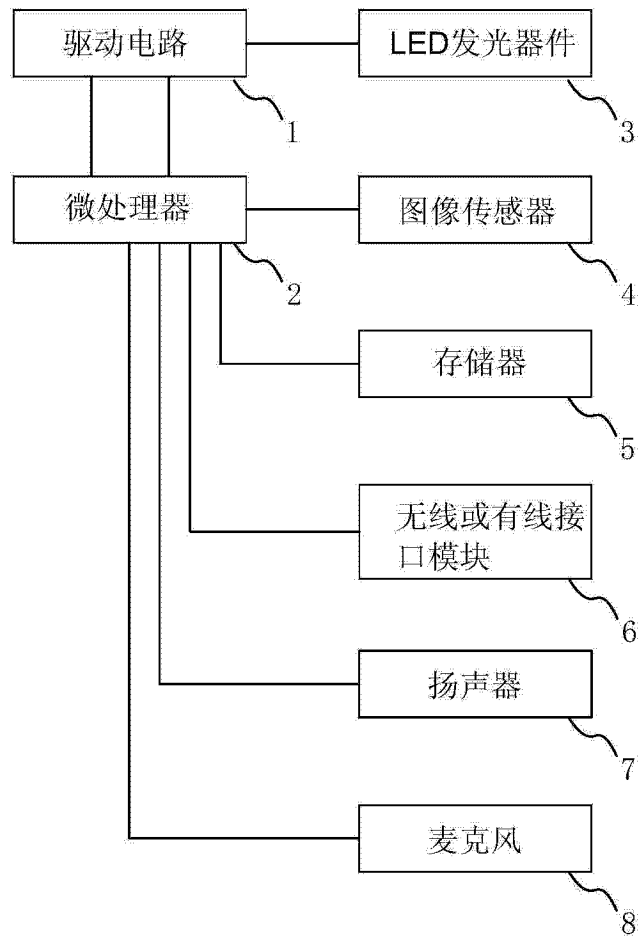 驱动电路
LED发光器件
1
3
微处理器
图像传感器
2
4
存储器
5
无线或有线接
口模块
6
扬声器
7
麦克风
8